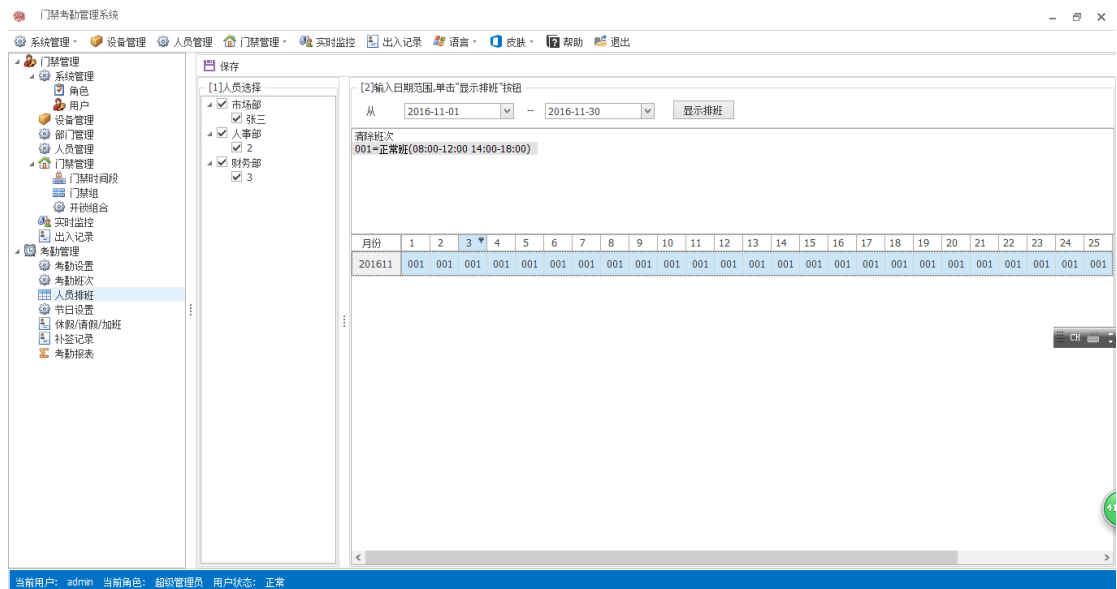 门禁考勤管理系统
系统管理 设备管理 人员管理 门禁管理 实时监控 出入记录 语言 皮肤 帮助 退出
门禁管理
系统管理
角色
用户
设备管理
部门管理
人员管理
门禁管理
门禁时间段
门禁组
开锁组合
实时监控
出入记录
考勤管理
考勤设置
考勤班次
人员排班
节日设置
休假/请假/加班
补签记录
考勤报表
保存
[1]人员选择
市场部
张三
人事部
2
财务部
3
[2]输入日期范围,单击"显示排班"按钮
从 2016-11-01 -- 2016-11-30 显示排班
清除班次
001=正常班(08:00-12:00 14:00-18:00)
月份 1 2 3 4 5 6 7 8 9 10 11 12 13 14 15 16 17 18 19 20 21 22 23 24 25
201611 001 001 001 001 001 001 001 001 001 001 001 001 001 001 001 001 001 001 001 001 001 001 001 001 001
CH
41
当前用户: admin 当前角色: 超级管理员 用户状态: 正常